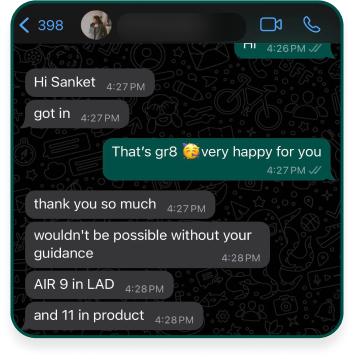 398
Hi 4:26 PM
Hi Sanket 4:27 PM
got in 4:27 PM
That's gr8 🥳very happy for you
4:27 PM
thank you so much 4:27 PM
wouldn't be possible without your
guidance 4:28 PM
AIR 9 in LAD 4:28 PM
and 11 in product 4:28 PM